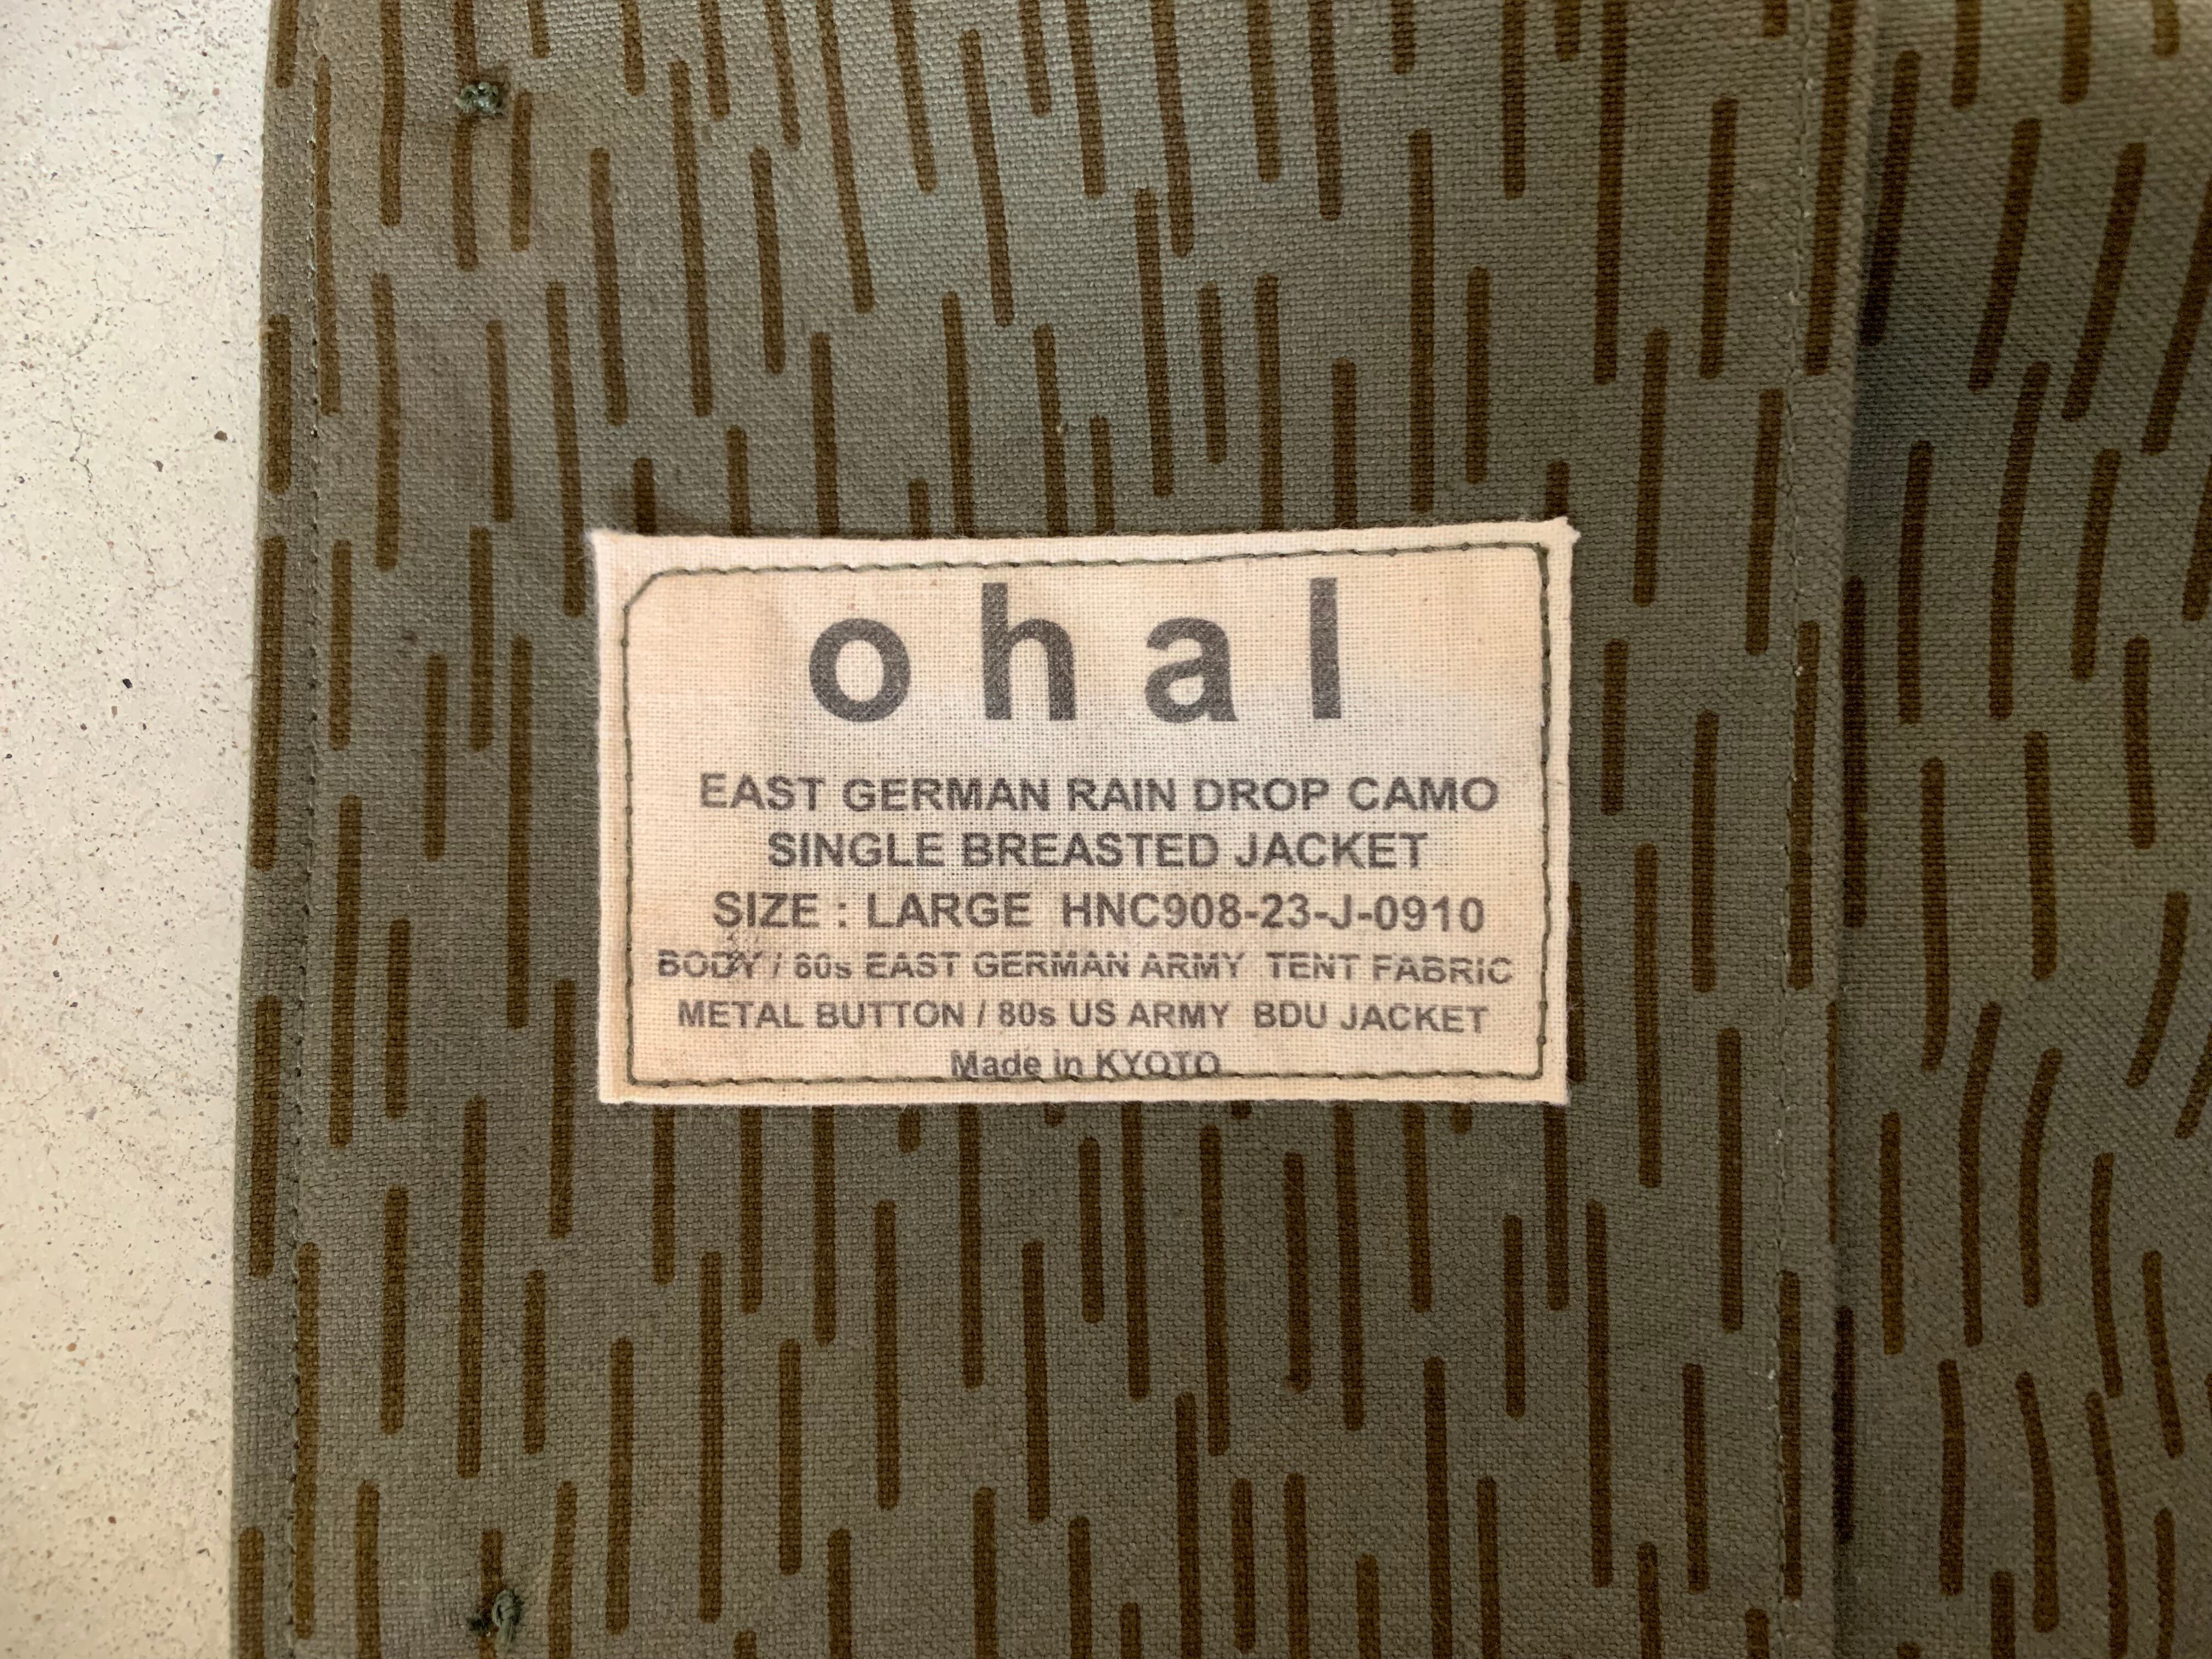 ohal
EAST GERMAN RAIN DROP CAMO
SINGLE BREASTED JACKET
SIZE : LARGE HNC908-23-J-0910
BODY / 60s EAST GERMAN ARMY TENT FABRIC
METAL BUTTON / 80s US ARMY BDU JACKET
Made in KYOTO